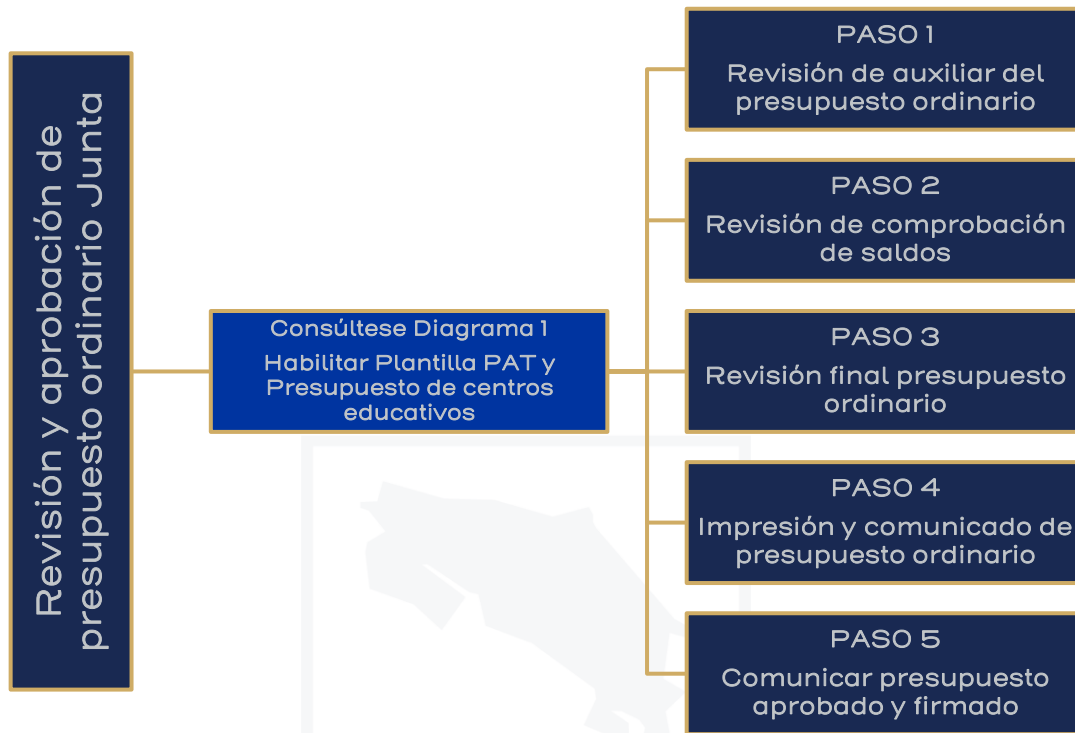 Revisión y aprobación de
presupuesto ordinario Junta
Consúltese Diagrama 1
Habilitar Plantilla PAT y
Presupuesto de centros
educativos
PASO 1
Revisión de auxiliar del
presupuesto ordinario
PASO 2
Revisión de comprobación
de saldos
PASO 3
Revisión final presupuesto
ordinario
PASO 4
Impresión y comunicado de
presupuesto ordinario
PASO 5
Comunicar presupuesto
aprobado y firmado